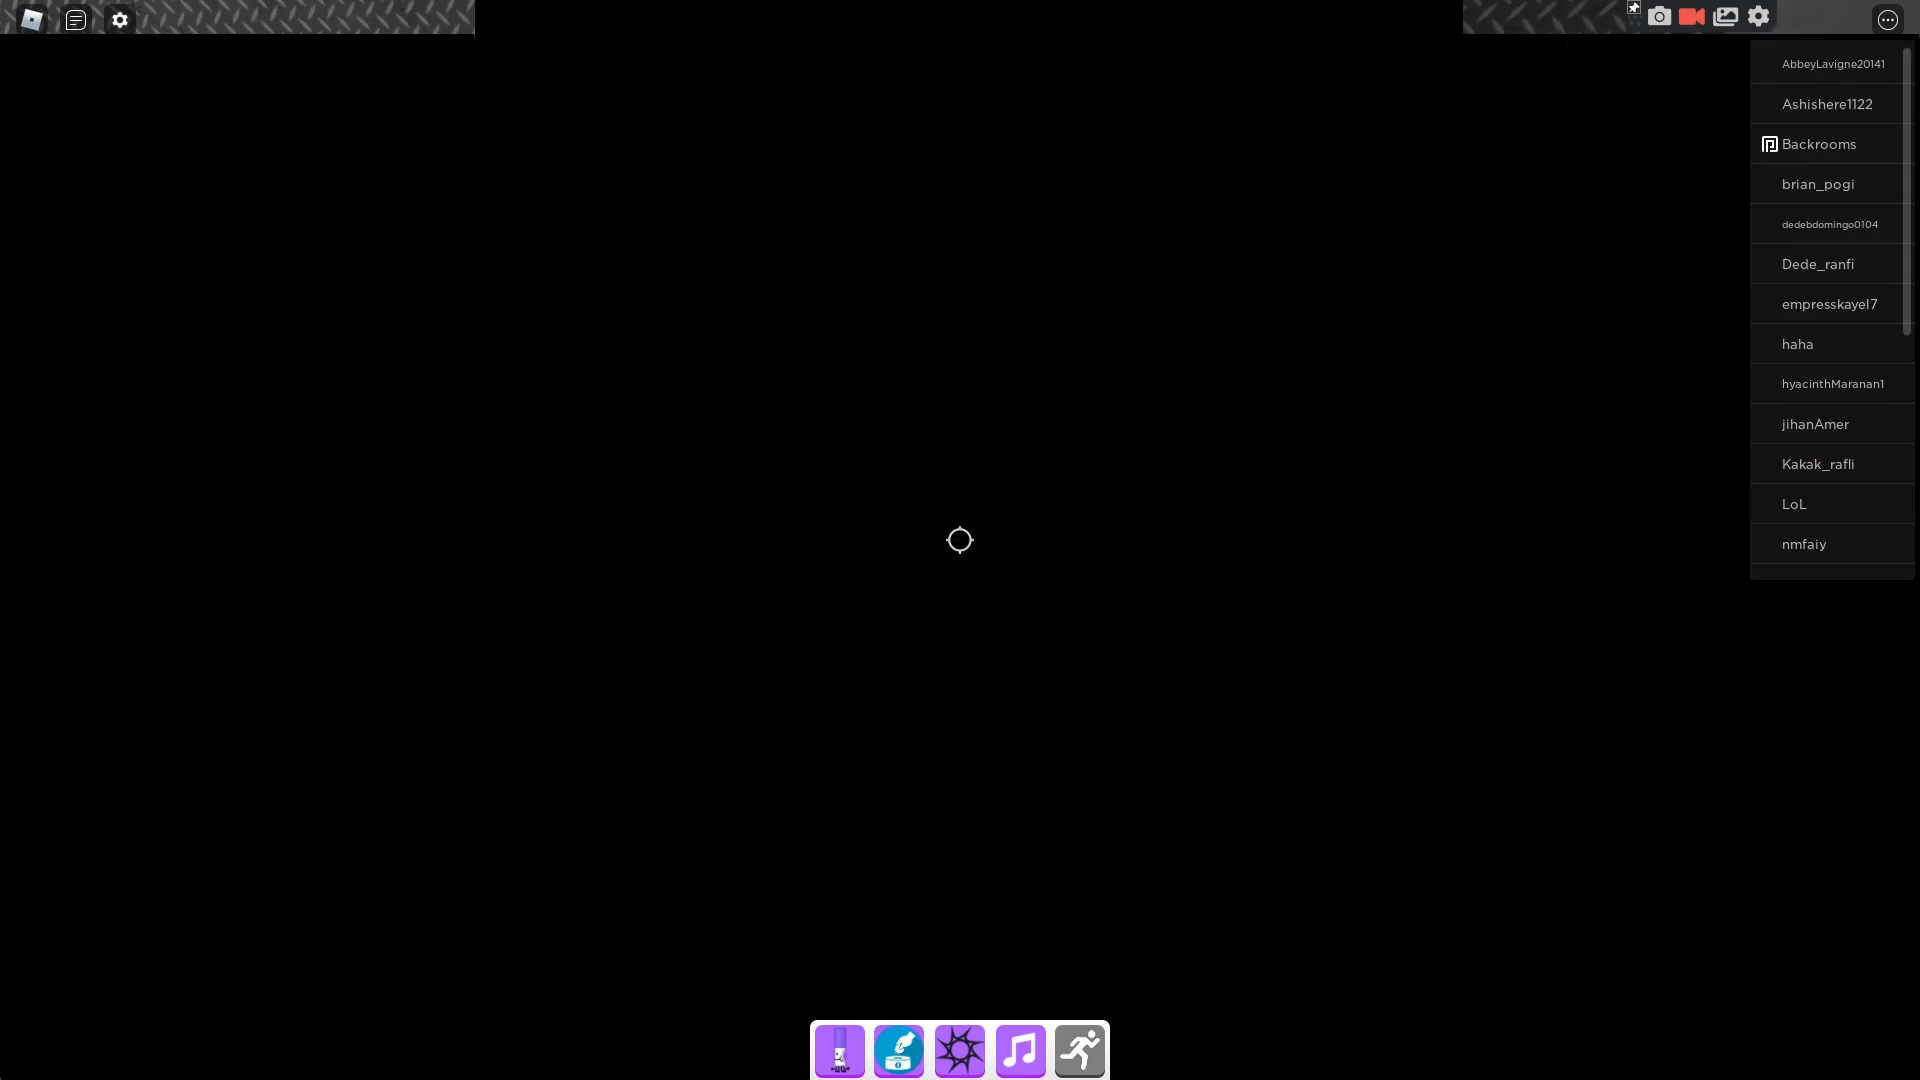 AbbeyLavigne20141
Ashishere1122
Backrooms
brian_pogi
dedebdomingo0104
Dede_ranfi
empresskayel7
haha
hyacinthMaranan1
jihanAmer
Kakak_rafli
LoL
nmfaiy